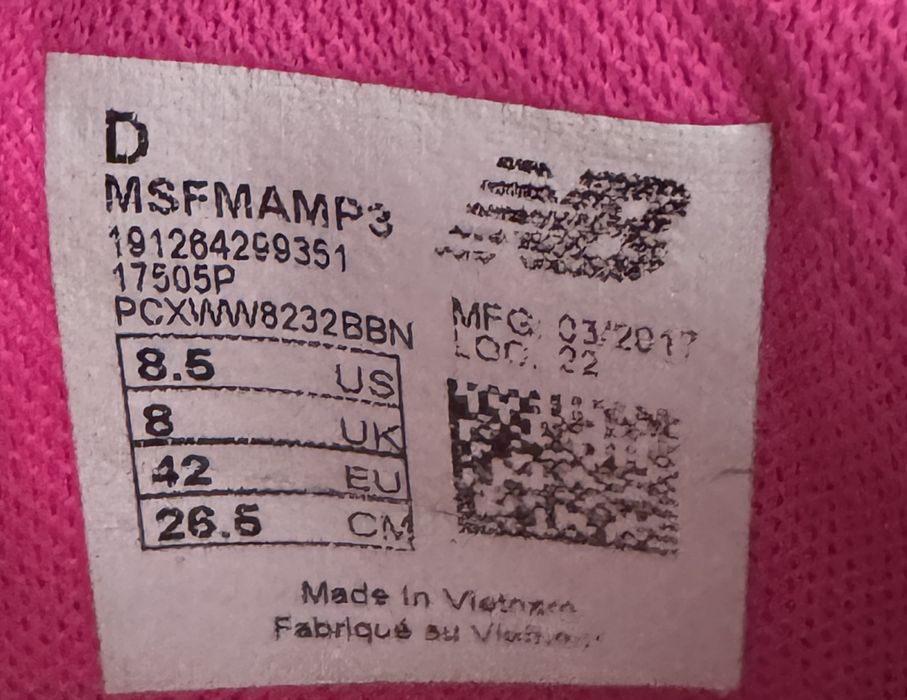 D
MSFMAMP3
191264299351
17505P
PCXWW8232BBN
8.5 US
8 UK
42 EU
26.5 CM
MFG. 03/2017
LOC. 22
Made in Vietnam
Fabriqué au Vietnam